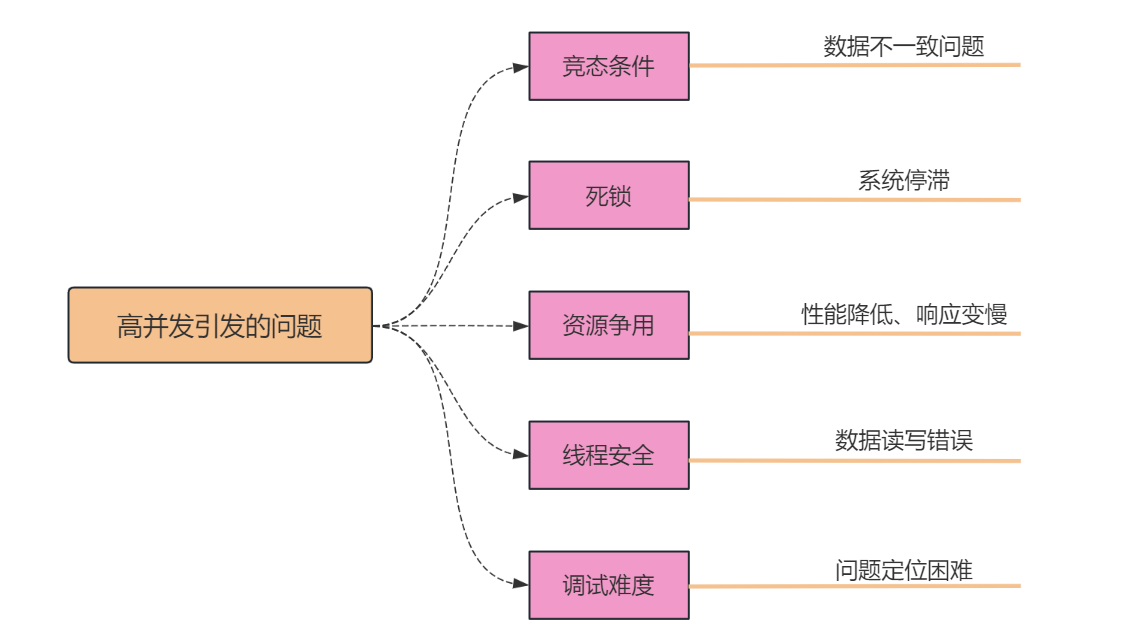 高并发引发的问题
竞态条件
数据不一致问题
死锁
系统停滞
资源争用
性能降低、响应变慢
线程安全
数据读写错误
调试难度
问题定位困难